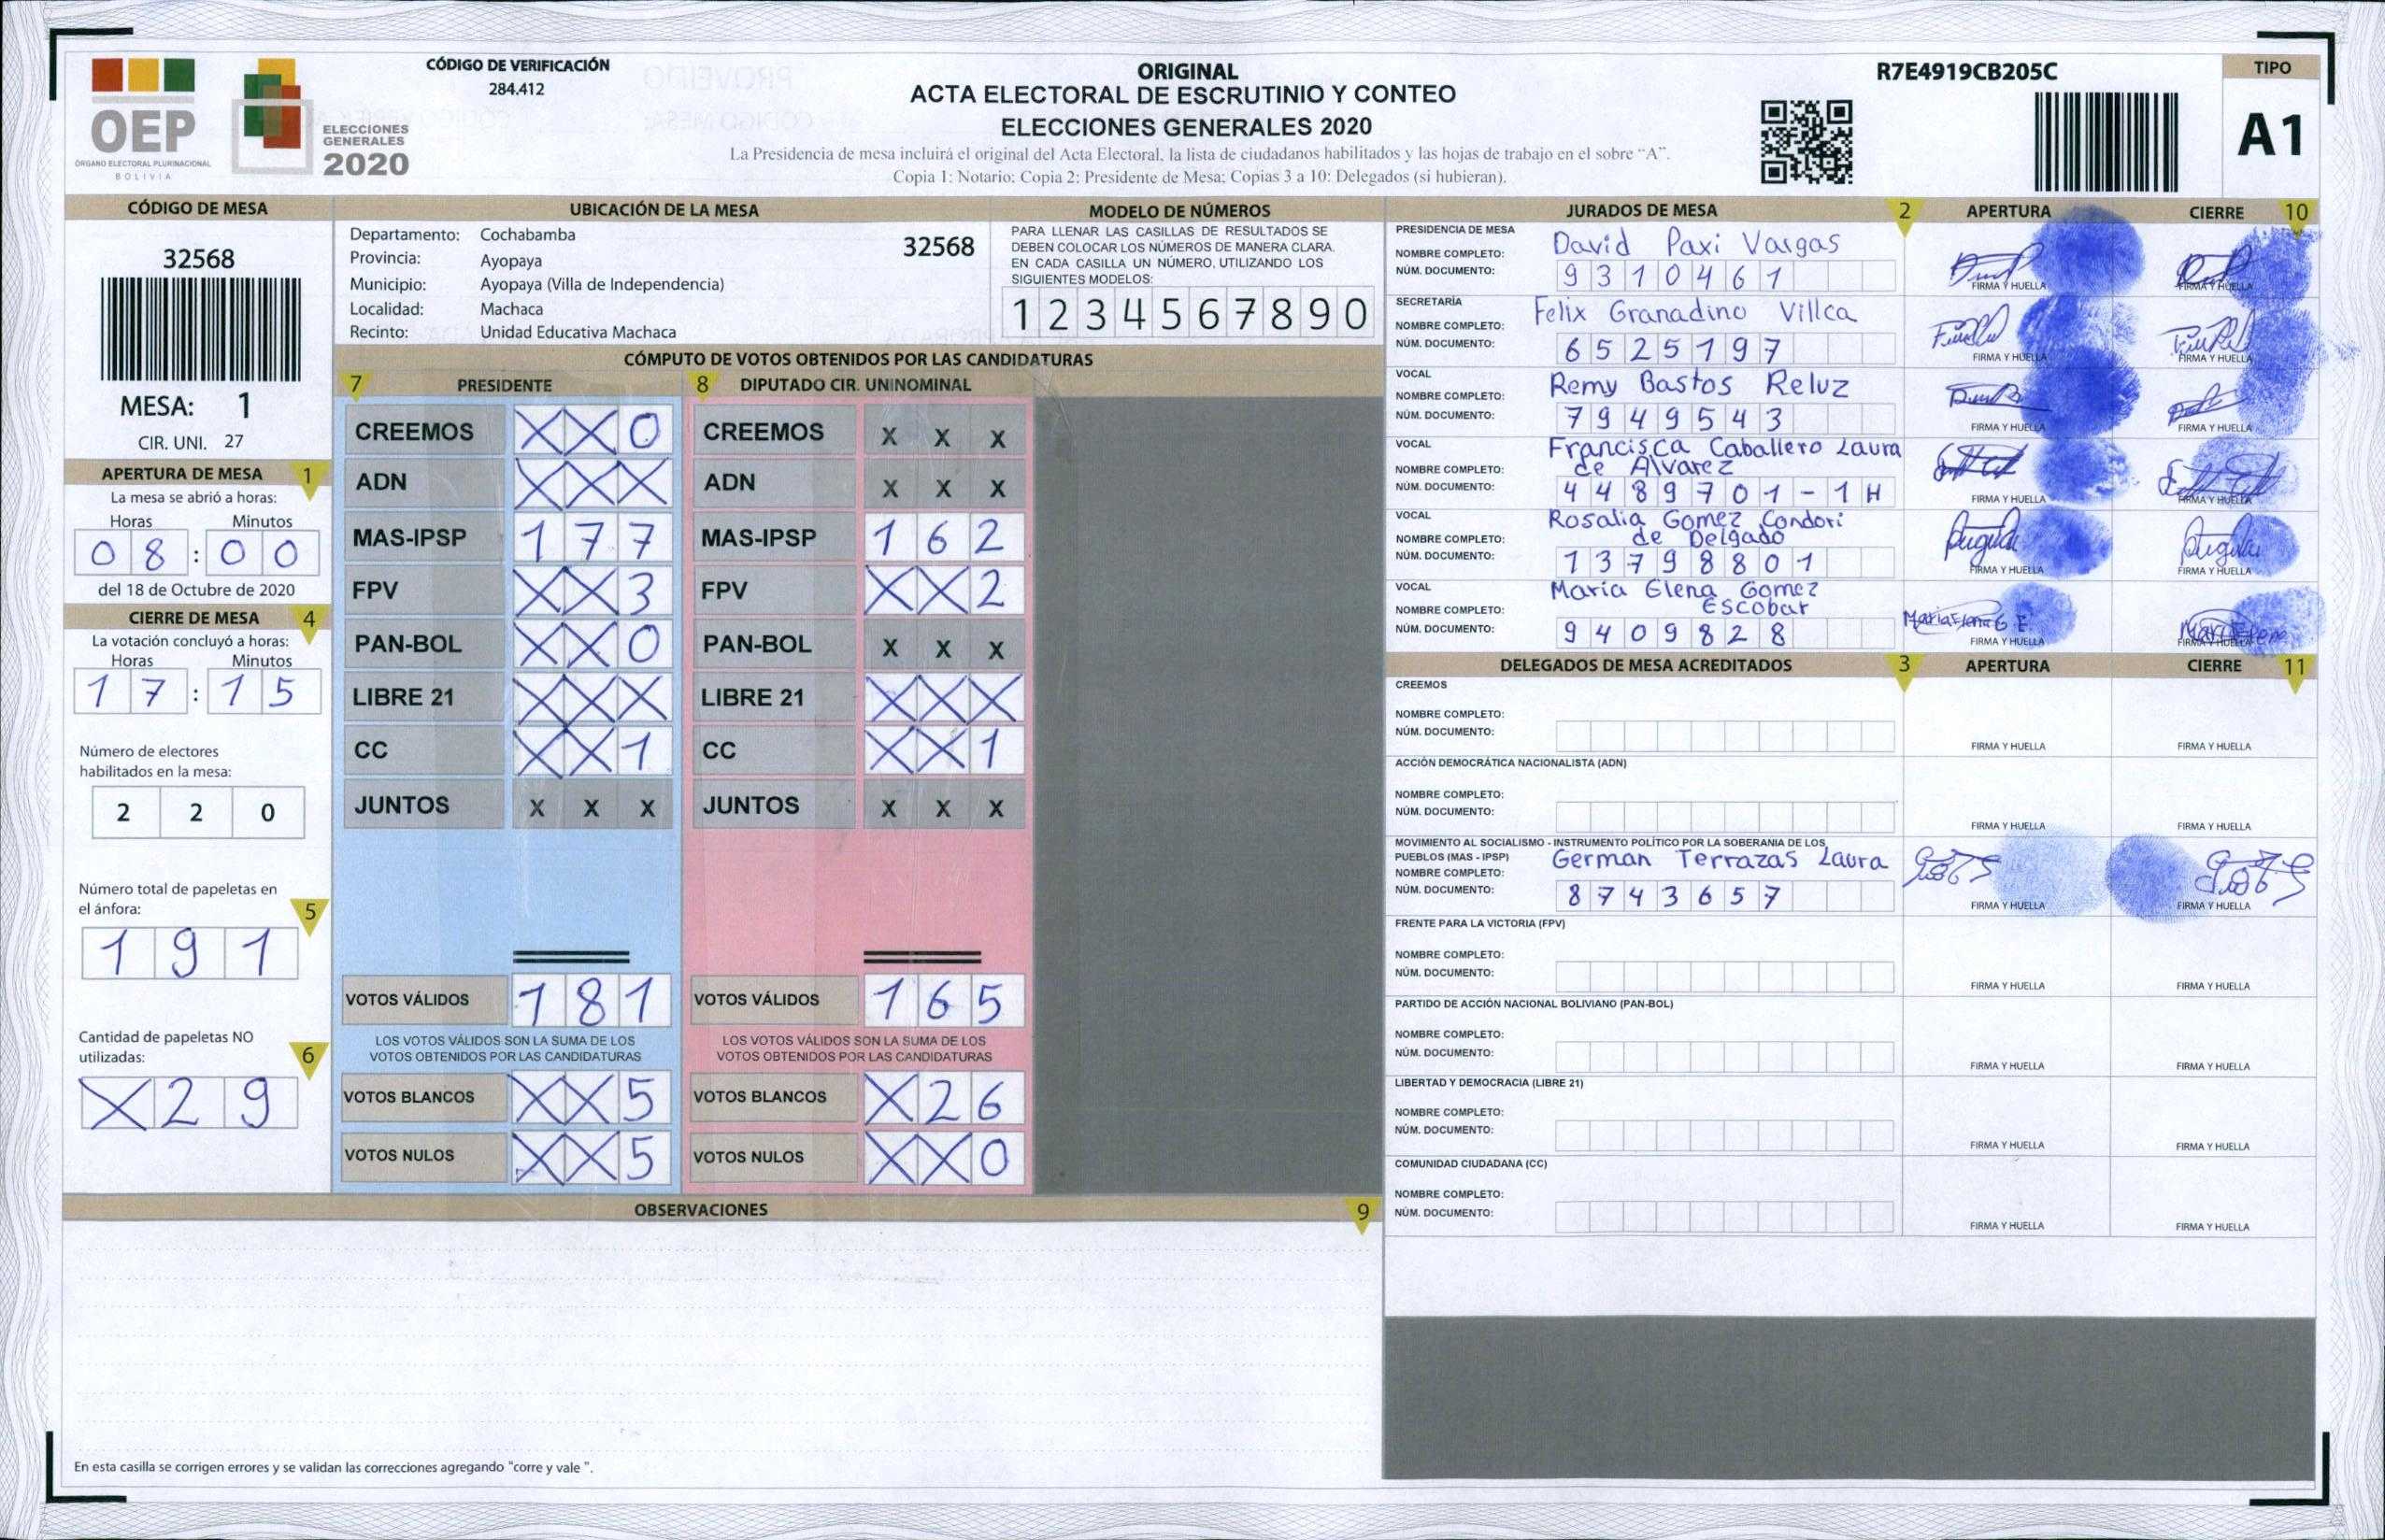 OEP
ÓRGANO ELECTORAL PLURINACIONAL
BOLIVIA
ELECCIONES
GENERALES
2020
CÓDIGO DE VERIFICACIÓN
284.412
ORIGINAL
ACTA ELECTORAL DE ESCRUTINIO Y CONTEO
ELECCIONES GENERALES 2020
La Presidencia de mesa incluirá el original del Acta Electoral, la lista de ciudadanos habilitados y las hojas de trabajo en el sobre “A”.
Copia 1: Notario; Copia 2: Presidente de Mesa; Copias 3 a 10: Delegados (si hubieran).
R7E4919CB205C
TIPO
A1
CÓDIGO DE MESA
32568
MESA: 1
CIR. UNI. 27
APERTURA DE MESA 1
La mesa se abrió a horas:
Horas Minutos
0 8 : 0 0
del 18 de Octubre de 2020
CIERRE DE MESA 4
La votación concluyó a horas:
Horas Minutos
1 7 : 1 5
Número de electores
habilitados en la mesa:
2 2 0
Número total de papeletas en
el ánfora:
5
1 9 1
Cantidad de papeletas NO
utilizadas:
6
X 2 9
UBICACIÓN DE LA MESA
Departamento: Cochabamba
32568
Provincia: Ayopaya
Municipio: Ayopaya (Villa de Independencia)
Localidad: Machaca
Recinto: Unidad Educativa Machaca
MODELO DE NÚMEROS
PARA LLENAR LAS CASILLAS DE RESULTADOS SE
DEBEN COLOCAR LOS NÚMEROS DE MANERA CLARA.
EN CADA CASILLA UN NÚMERO, UTILIZANDO LOS
SIGUIENTES MODELOS:
1 2 3 4 5 6 7 8 9 0
CÓMPUTO DE VOTOS OBTENIDOS POR LAS CANDIDATURAS
7 PRESIDENTE 8 DIPUTADO CIR. UNINOMINAL
CREEMOS X X 0 CREEMOS X X X
ADN X X X ADN X X X
MAS-IPSP 1 7 7 MAS-IPSP 1 6 2
FPV X X 3 FPV X X 2
PAN-BOL X X 0 PAN-BOL X X X
LIBRE 21 X X X LIBRE 21 X X X
CC X X 1 CC X X 1
JUNTOS X X X JUNTOS X X X
VOTOS VÁLIDOS 1 8 1 VOTOS VÁLIDOS 1 6 5
LOS VOTOS VÁLIDOS SON LA SUMA DE LOS LOS VOTOS VÁLIDOS SON LA SUMA DE LOS
VOTOS OBTENIDOS POR LAS CANDIDATURAS VOTOS OBTENIDOS POR LAS CANDIDATURAS
VOTOS BLANCOS X X 5 VOTOS BLANCOS X 2 6
VOTOS NULOS X X 5 VOTOS NULOS X X 0
OBSERVACIONES 9
En esta casilla se corrigen errores y se validan las correcciones agregando “corre y vale ”.
JURADOS DE MESA 2 APERTURA CIERRE 10
PRESIDENCIA DE MESA
NOMBRE COMPLETO: David Paxi Vargas
NÚM. DOCUMENTO: 9 3 1 0 4 6 1
FIRMA Y HUELLA FIRMA Y HUELLA
SECRETARÍA
NOMBRE COMPLETO: Felix Granadino Villca
NÚM. DOCUMENTO: 6 5 2 5 1 9 7
FIRMA Y HUELLA FIRMA Y HUELLA
VOCAL
NOMBRE COMPLETO: Remy Bastos Reluz
NÚM. DOCUMENTO: 7 9 4 9 5 4 3
FIRMA Y HUELLA FIRMA Y HUELLA
VOCAL
Francisca Caballero Laura
NOMBRE COMPLETO: de Alvarez
NÚM. DOCUMENTO: 4 4 8 9 7 0 1 - 1 H
FIRMA Y HUELLA FIRMA Y HUELLA
VOCAL
Rosalia Gomez Condori
NOMBRE COMPLETO: de Delgado
NÚM. DOCUMENTO: 1 3 7 9 8 8 0 1
FIRMA Y HUELLA FIRMA Y HUELLA
VOCAL
Maria Elena Gomez
NOMBRE COMPLETO: Escobar
NÚM. DOCUMENTO: 9 4 0 9 8 2 8
Maria Elena G E
FIRMA Y HUELLA FIRMA Y HUELLA
DELEGADOS DE MESA ACREDITADOS 3 APERTURA CIERRE 11
CREEMOS
NOMBRE COMPLETO:
NÚM. DOCUMENTO:
FIRMA Y HUELLA FIRMA Y HUELLA
ACCIÓN DEMOCRÁTICA NACIONALISTA (ADN)
NOMBRE COMPLETO:
NÚM. DOCUMENTO:
FIRMA Y HUELLA FIRMA Y HUELLA
MOVIMIENTO AL SOCIALISMO - INSTRUMENTO POLÍTICO POR LA SOBERANIA DE LOS
PUEBLOS (MAS - IPSP) German Terrazas Laura
NOMBRE COMPLETO:
NÚM. DOCUMENTO: 8 7 4 3 6 5 7
FIRMA Y HUELLA FIRMA Y HUELLA
FRENTE PARA LA VICTORIA (FPV)
NOMBRE COMPLETO:
NÚM. DOCUMENTO:
FIRMA Y HUELLA FIRMA Y HUELLA
PARTIDO DE ACCIÓN NACIONAL BOLIVIANO (PAN-BOL)
NOMBRE COMPLETO:
NÚM. DOCUMENTO:
FIRMA Y HUELLA FIRMA Y HUELLA
LIBERTAD Y DEMOCRACIA (LIBRE 21)
NOMBRE COMPLETO:
NÚM. DOCUMENTO:
FIRMA Y HUELLA FIRMA Y HUELLA
COMUNIDAD CIUDADANA (CC)
NOMBRE COMPLETO:
NÚM. DOCUMENTO:
FIRMA Y HUELLA FIRMA Y HUELLA